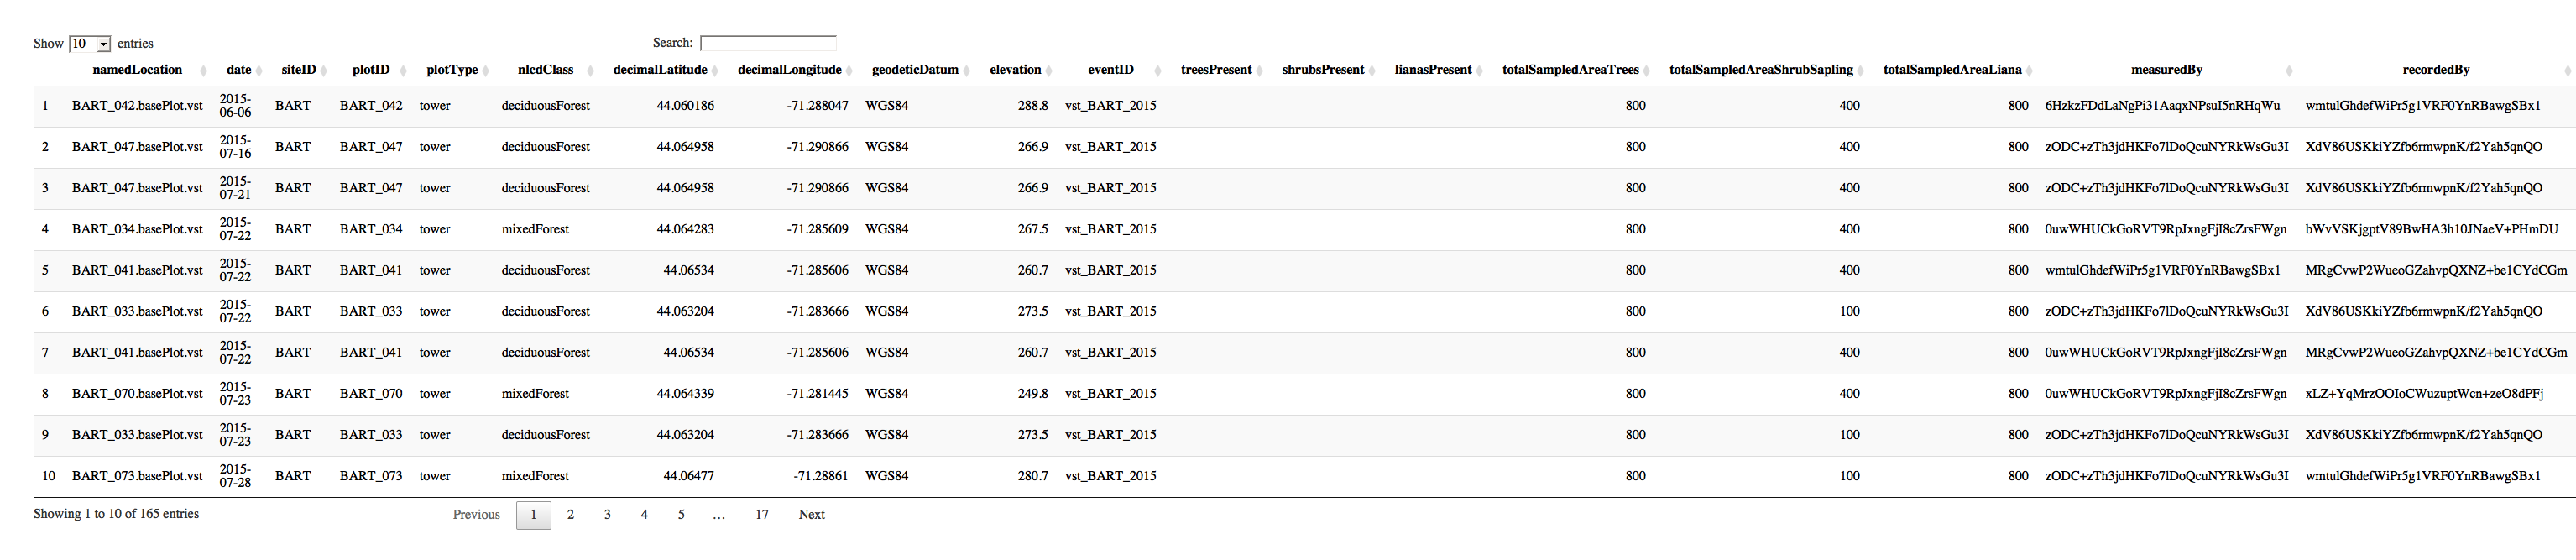 Show 10 entries Search:
namedLocation date siteID plotID plotType nlcdClass decimalLatitude decimalLongitude geodeticDatum elevation eventID treesPresent shrubsPresent lianasPresent totalSampledAreaTrees totalSampledAreaShrubSapling totalSampledAreaLiana measuredBy recordedBy
1 BART_042.basePlot.vst 2015-06-06 BART BART_042 tower deciduousForest 44.060186 -71.288047 WGS84 288.8 vst_BART_2015 800 400 800 6HzkzFDdLaNgPi31AaqxNPsuI5nRHqWu wmtulGhdefWiPr5g1VRF0YnRBawgSBx1
2 BART_047.basePlot.vst 2015-07-16 BART BART_047 tower deciduousForest 44.064958 -71.290866 WGS84 266.9 vst_BART_2015 800 400 800 zODC+zTh3jdHKFo7lDoQcuNYRkWsGu3I XdV86USKkiYZfb6rmwpnK/f2Yah5qnQO
3 BART_047.basePlot.vst 2015-07-21 BART BART_047 tower deciduousForest 44.064958 -71.290866 WGS84 266.9 vst_BART_2015 800 400 800 zODC+zTh3jdHKFo7lDoQcuNYRkWsGu3I XdV86USKkiYZfb6rmwpnK/f2Yah5qnQO
4 BART_034.basePlot.vst 2015-07-22 BART BART_034 tower mixedForest 44.064283 -71.285609 WGS84 267.5 vst_BART_2015 800 400 800 0uwWHUCkGoRVT9RpJxngFjI8cZrsFWgn bWvVSKjgptV89BwHA3h10JNaeV+PHmDU
5 BART_041.basePlot.vst 2015-07-22 BART BART_041 tower deciduousForest 44.06534 -71.285606 WGS84 260.7 vst_BART_2015 800 400 800 wmtulGhdefWiPr5g1VRF0YnRBawgSBx1 MRgCvwP2WueoGZahvpQXNZ+be1CYdCGm
6 BART_033.basePlot.vst 2015-07-22 BART BART_033 tower deciduousForest 44.063204 -71.283666 WGS84 273.5 vst_BART_2015 800 100 800 zODC+zTh3jdHKFo7lDoQcuNYRkWsGu3I XdV86USKkiYZfb6rmwpnK/f2Yah5qnQO
7 BART_041.basePlot.vst 2015-07-22 BART BART_041 tower deciduousForest 44.06534 -71.285606 WGS84 260.7 vst_BART_2015 800 400 800 0uwWHUCkGoRVT9RpJxngFjI8cZrsFWgn MRgCvwP2WueoGZahvpQXNZ+be1CYdCGm
8 BART_070.basePlot.vst 2015-07-23 BART BART_070 tower mixedForest 44.064339 -71.281445 WGS84 249.8 vst_BART_2015 800 400 800 0uwWHUCkGoRVT9RpJxngFjI8cZrsFWgn xLZ+YqMrzOOIoCWuzuptWcn+zeO8dPFj
9 BART_033.basePlot.vst 2015-07-23 BART BART_033 tower deciduousForest 44.063204 -71.283666 WGS84 273.5 vst_BART_2015 800 100 800 zODC+zTh3jdHKFo7lDoQcuNYRkWsGu3I XdV86USKkiYZfb6rmwpnK/f2Yah5qnQO
10 BART_073.basePlot.vst 2015-07-28 BART BART_073 tower mixedForest 44.06477 -71.28861 WGS84 280.7 vst_BART_2015 800 100 800 zODC+zTh3jdHKFo7lDoQcuNYRkWsGu3I wmtulGhdefWiPr5g1VRF0YnRBawgSBx1
Showing 1 to 10 of 165 entries Previous 1 2 3 4 5 … 17 Next